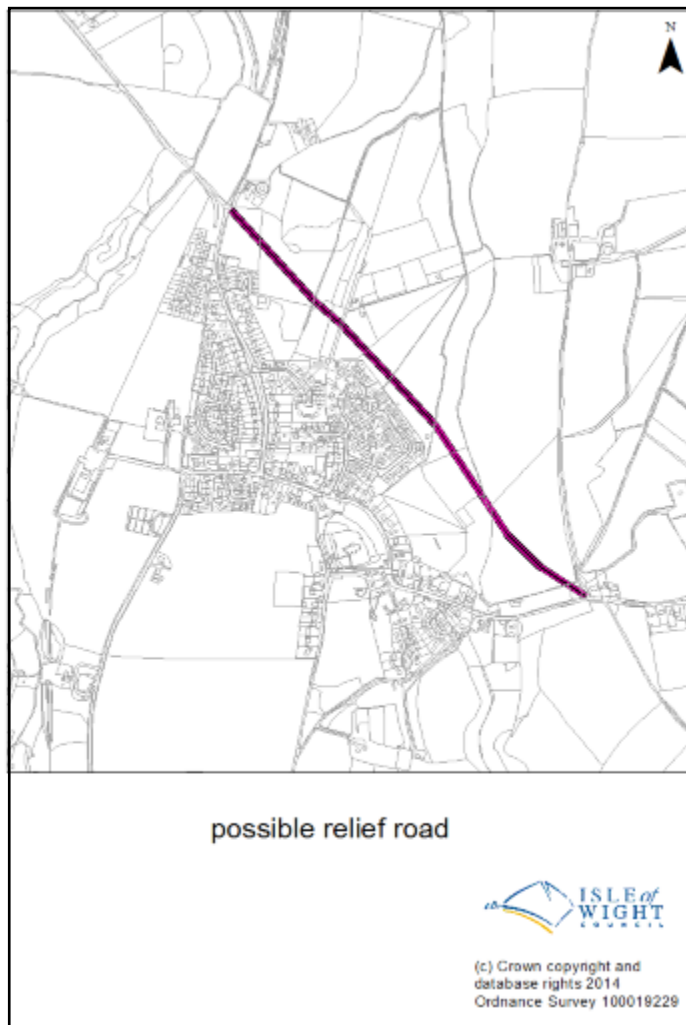 N
possible relief road
ISLE of
WIGHT
COUNCIL
(c) Crown copyright and
database rights 2014
Ordnance Survey 100019229